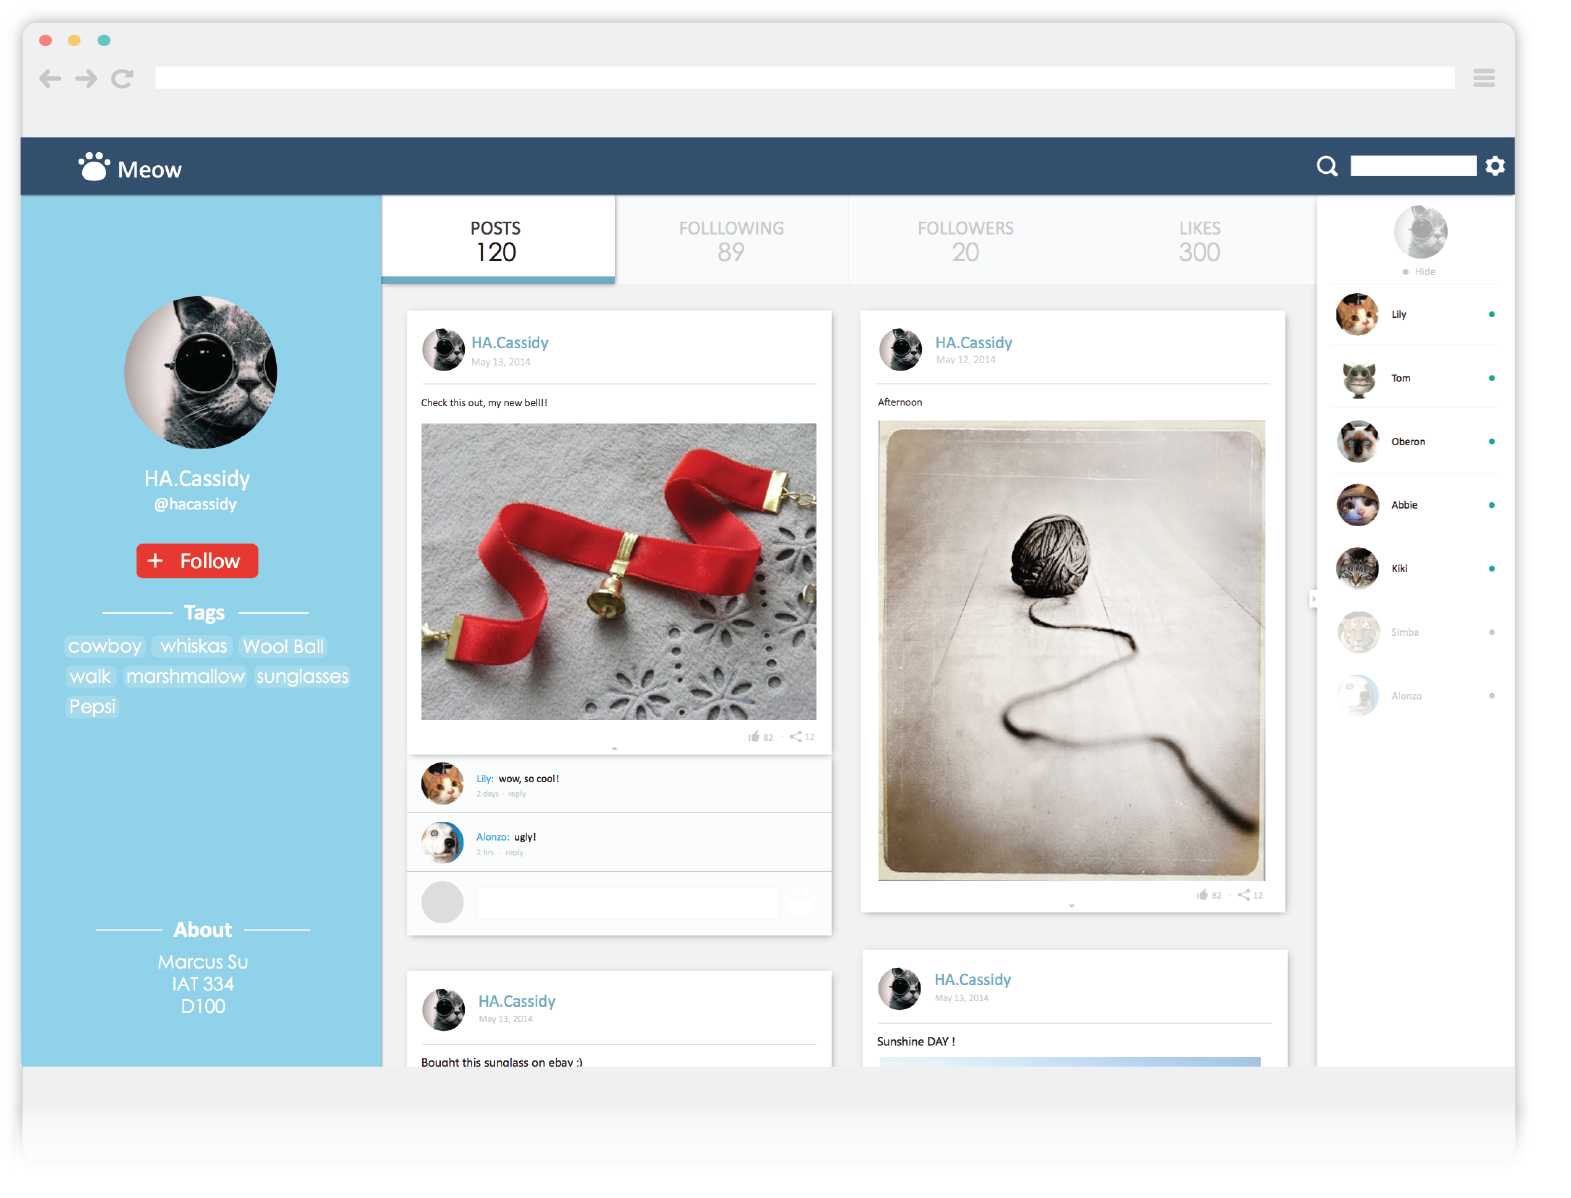 Meow
POSTS
120
FOLLLOWING
89
FOLLOWERS
20
LIKES
300
HA.Cassidy
@hacassidy
+ Follow
Tags
cowboy whiskas Wool Ball
walk marshmallow sunglasses
Pepsi
About
Marcus Su
IAT 334
D100
HA.Cassidy
May 13, 2014
Check this out, my new bell!!
82 · 12
Lily: wow, so cool!
2 days · reply
Alonzo: ugly!
2 hrs · reply
HA.Cassidy
May 13, 2014
Bought this sunglass on ebay :)
HA.Cassidy
May 12, 2014
Afternoon
82 · 12
HA.Cassidy
May 13, 2014
Sunshine DAY !
Hide
Lily
Tom
Oberon
Abbie
Kiki
Simba
Alonzo